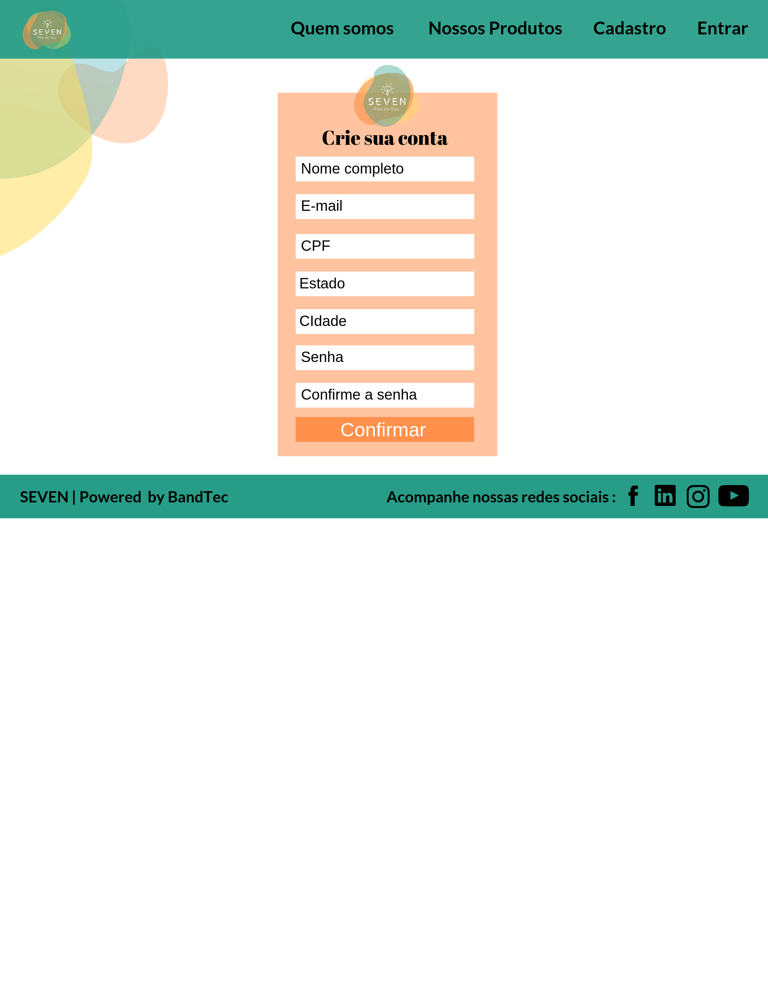 SEVEN
Fits on You
Quem somos
Nossos Produtos
Cadastro
Entrar
SEVEN
Fits on You
Crie sua conta
Nome completo
E-mail
CPF
Estado
CIdade
Senha
Confirme a senha
Confirmar
SEVEN | Powered  by BandTec
Acompanhe nossas redes sociais :